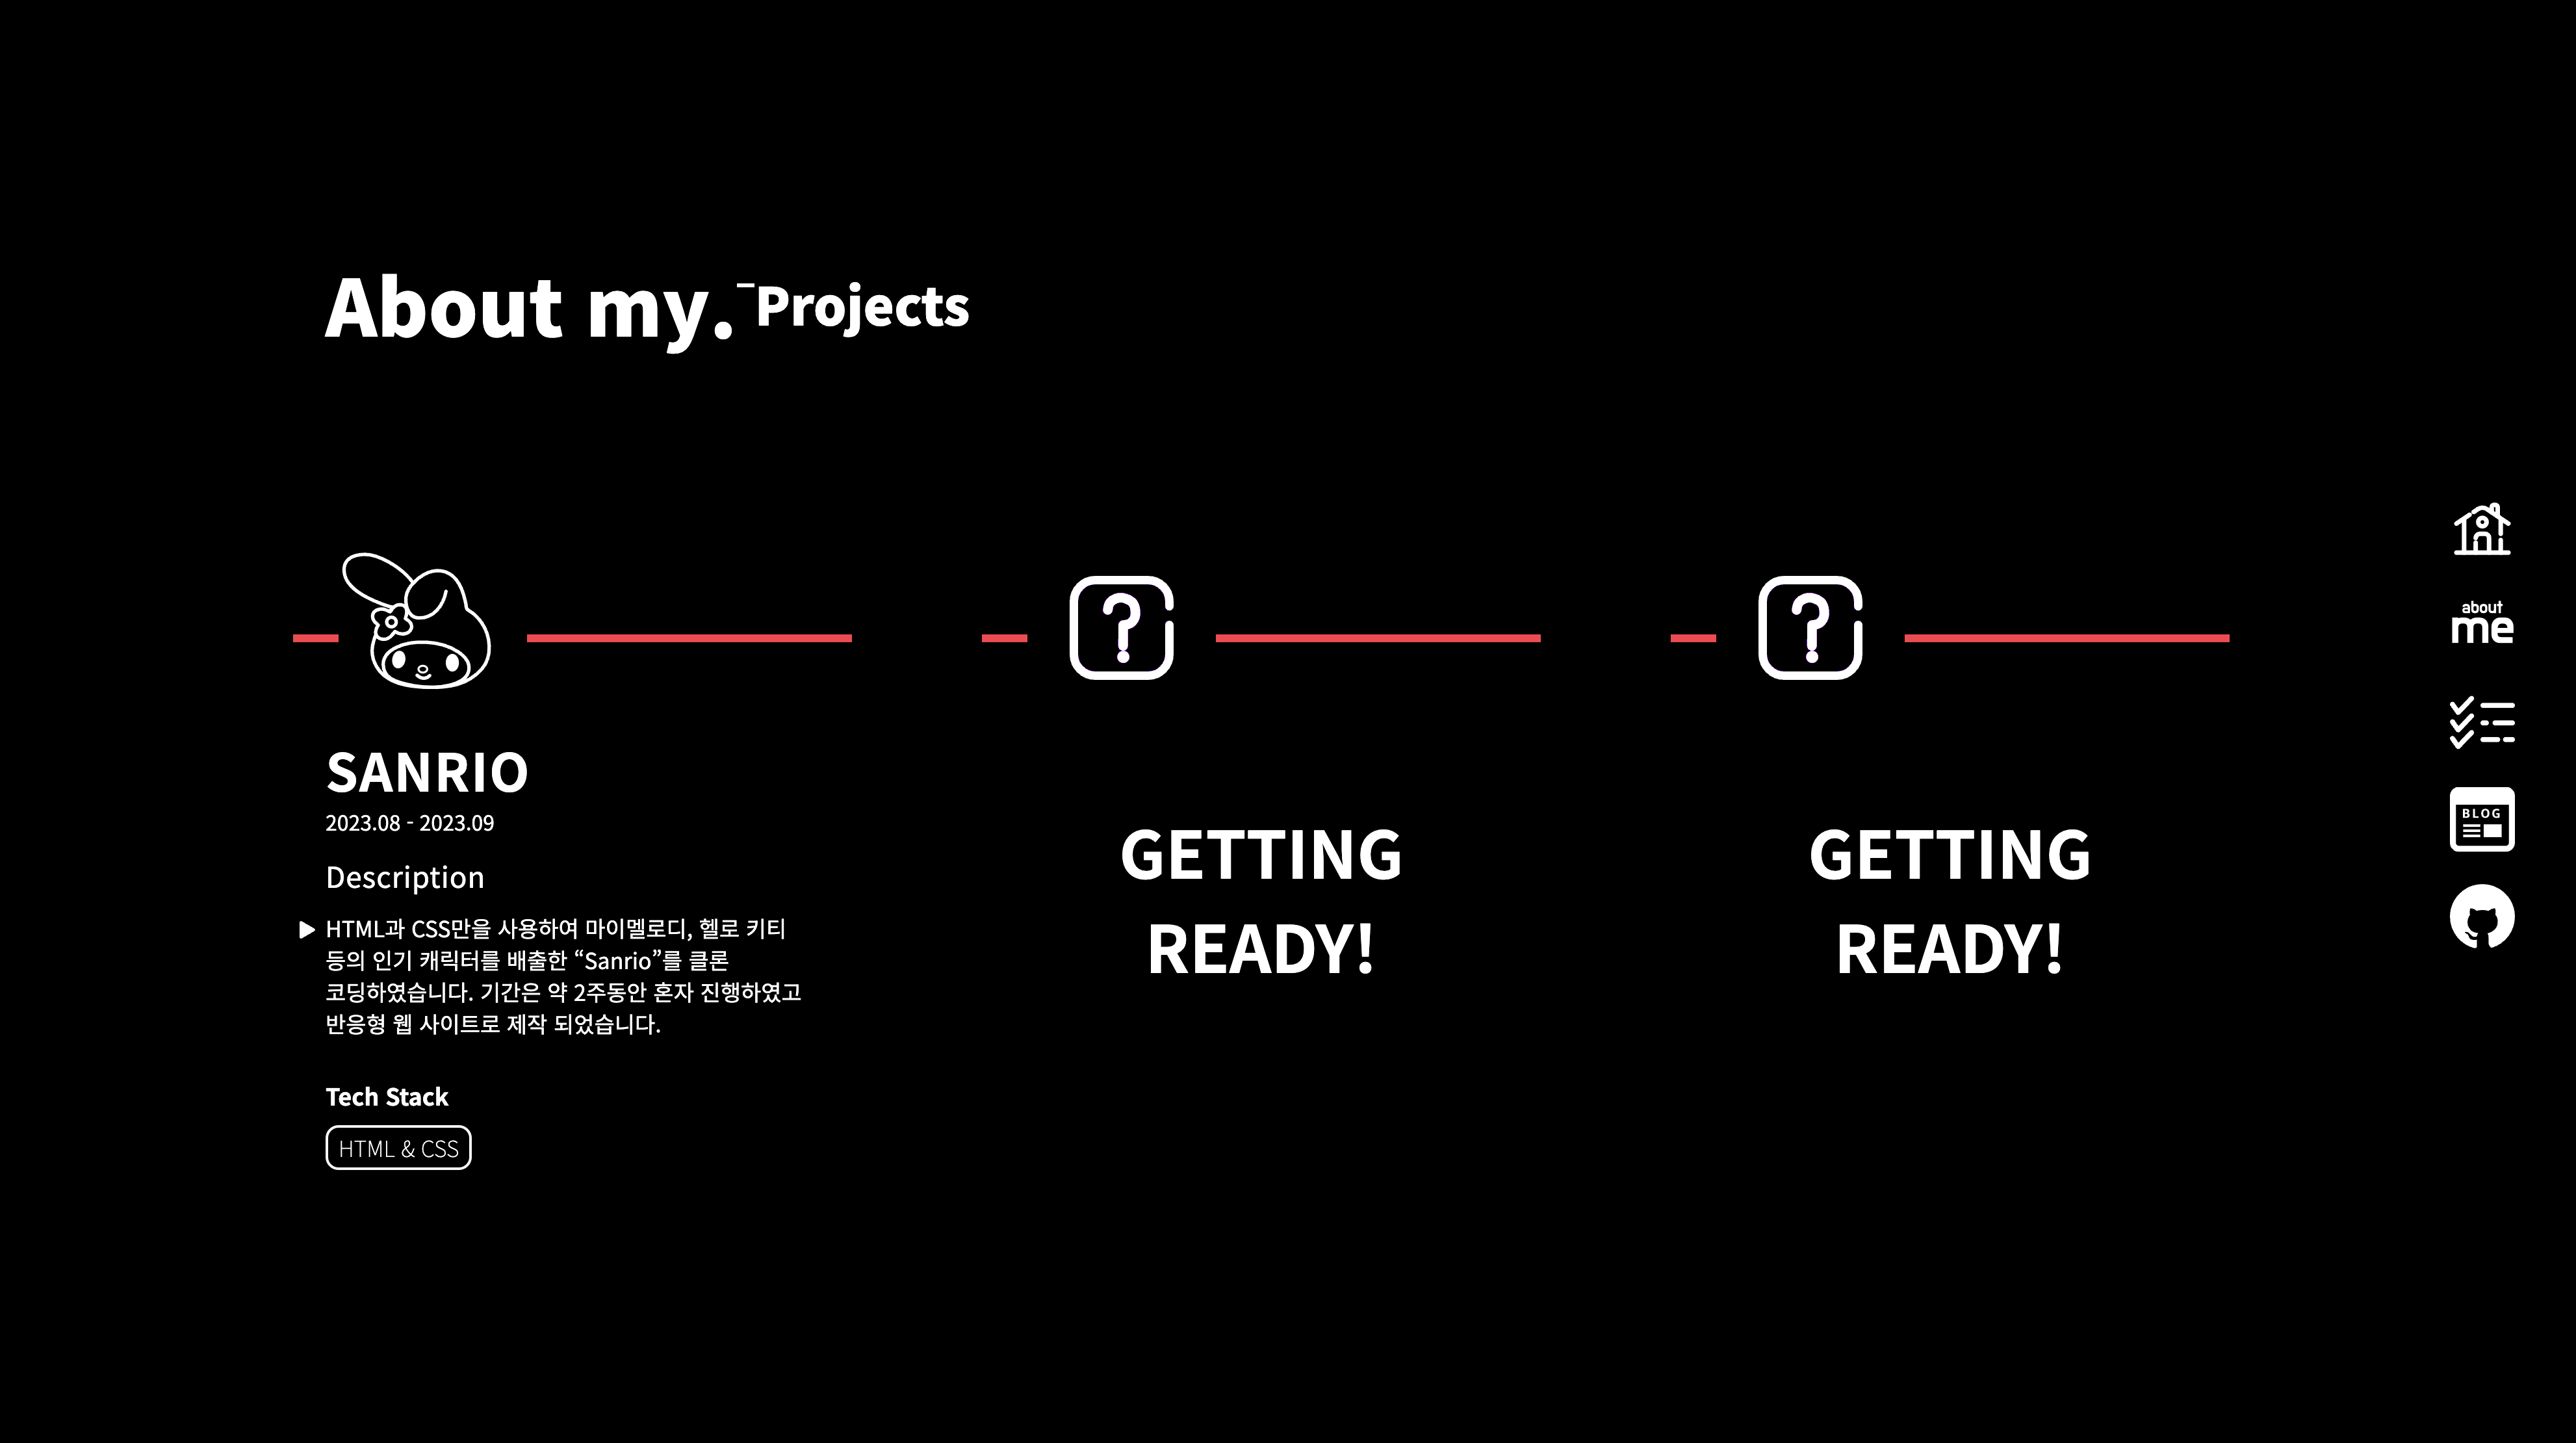 About my.-Projects
SANRIO
2023.08 - 2023.09
Description
▶ HTML과 CSS만을 사용하여 마이멜로디, 헬로 키티
등의 인기 캐릭터를 배출한 “Sanrio”를 클론
코딩하였습니다. 기간은 약 2주동안 혼자 진행하였고
반응형 웹 사이트로 제작 되었습니다.
Tech Stack
HTML & CSS
?
GETTING
READY!
?
GETTING
READY!
about
me
BLOG